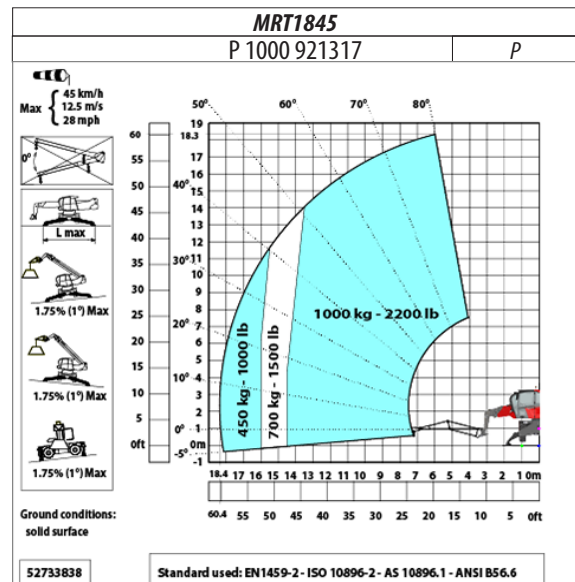 MRT1845
P 1000 921317
P
Max
45 km/h
12.5 m/s
28 mph
0°
L max
1.75% (1°) Max
1.75% (1°) Max
1.75% (1°) Max
Ground conditions:
solid surface
52733838
50° 60° 70° 80°
40°
30°
20°
10°
0°
-5°
60
55
50
45
40
35
30
25
20
15
10
5
0ft
19
18.3
17
16
15
14
13
12
11
10
9
8
7
6
5
4
3
2
1
0m
-1
450 kg - 1000 lb
700 kg - 1500 lb
1000 kg - 2200 lb
18.4 17 16 15 14 13 12 11 10 9 8 7 6 5 4 3 2 1 0m
60.4 55 50 45 40 35 30 25 20 15 10 5 0ft
Standard used: EN1459-2 - ISO 10896-2 - AS 10896.1 - ANSI B56.6